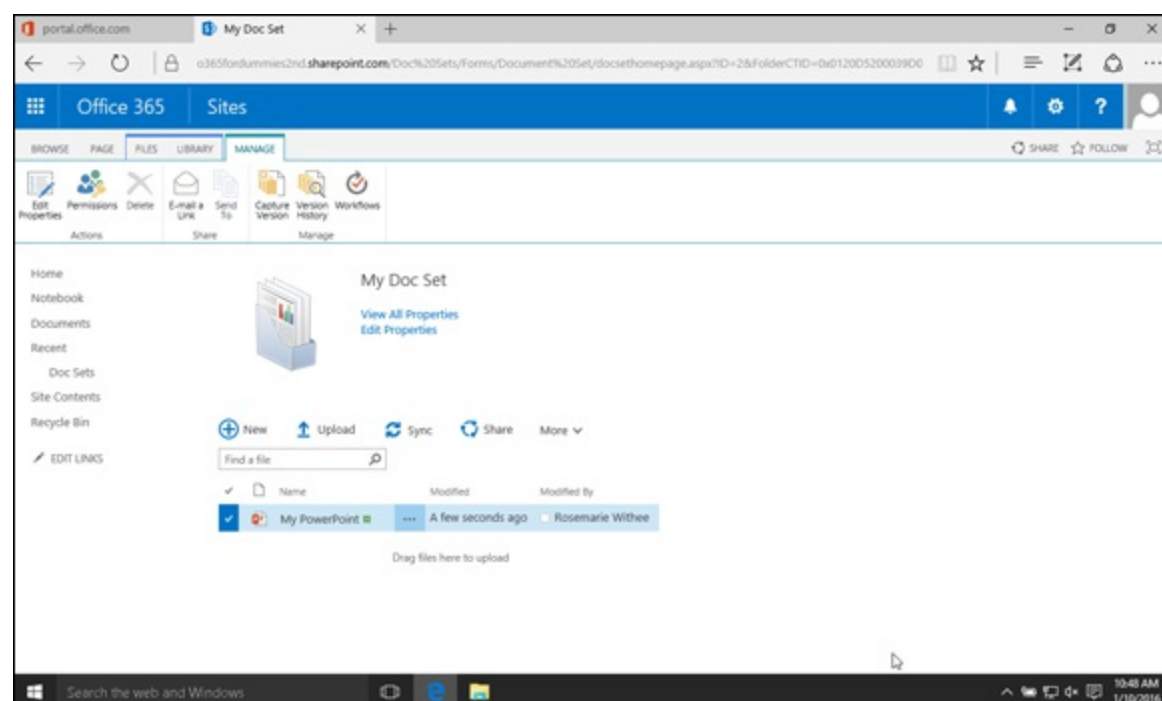 portal.office.com
My Doc Set
o365fordummies2nd.sharepoint.com/Doc%20Sets/Forms/Document%20Set/docsethomepage.aspx?ID=2&FolderCTID=0x0120D5200039D0
Office 365 Sites ?
BROWSE PAGE FILES LIBRARY MANAGE SHARE FOLLOW
Edit Properties Permissions Delete E-mail a Link Send To Capture Version Version History Workflows
Actions Share Manage
Home
Notebook
Documents
Recent
Doc Sets
Site Contents
Recycle Bin
EDIT LINKS
My Doc Set
View All Properties
Edit Properties
New Upload Sync Share More
Find a file
Name Modified Modified By
My PowerPoint ... A few seconds ago Rosemarie Withee
Drag files here to upload
Search the web and Windows
10:48 AM
1/10/2016